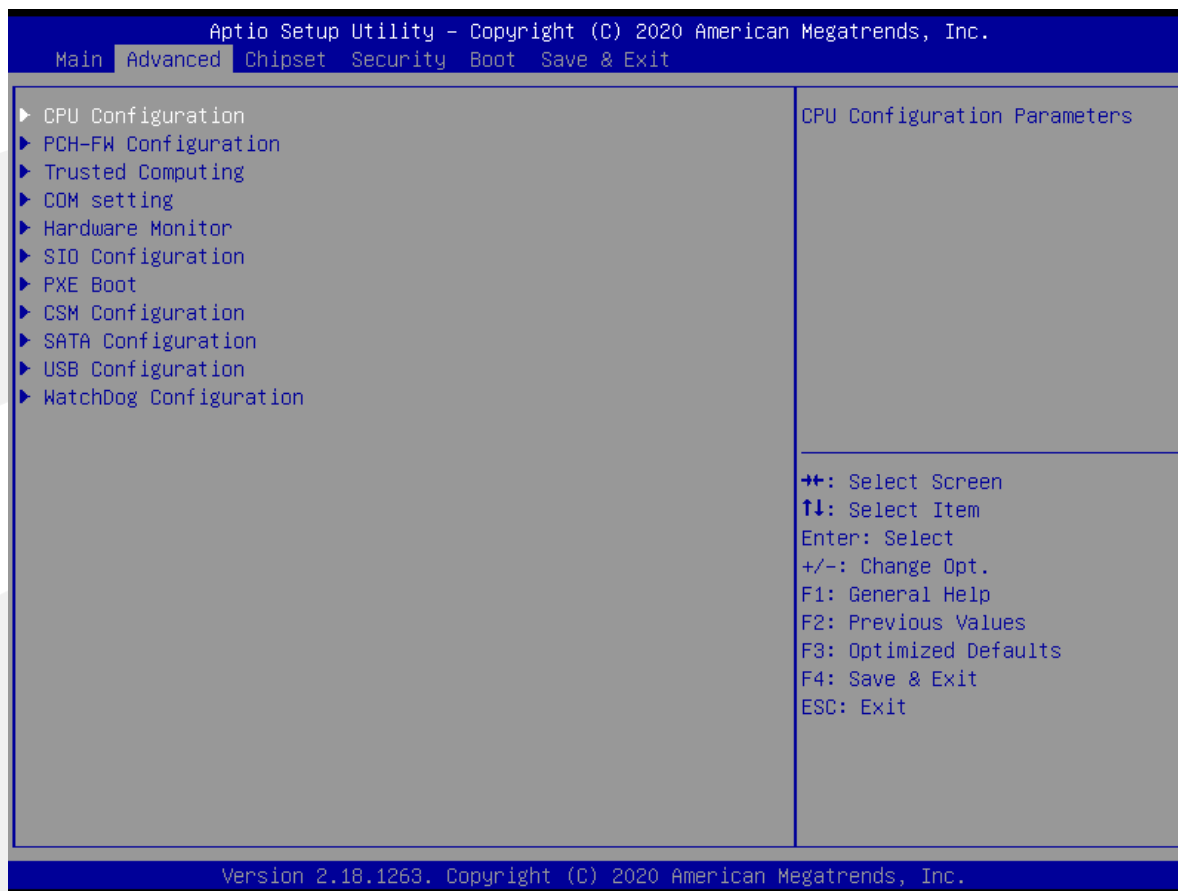 Aptio Setup Utility – Copyright (C) 2020 American Megatrends, Inc.
Main Advanced Chipset Security Boot Save & Exit
▶ CPU Configuration
▶ PCH-FW Configuration
▶ Trusted Computing
▶ COM setting
▶ Hardware Monitor
▶ SIO Configuration
▶ PXE Boot
▶ CSM Configuration
▶ SATA Configuration
▶ USB Configuration
▶ WatchDog Configuration
CPU Configuration Parameters
→←: Select Screen
↑↓: Select Item
Enter: Select
+/-: Change Opt.
F1: General Help
F2: Previous Values
F3: Optimized Defaults
F4: Save & Exit
ESC: Exit
Version 2.18.1263. Copyright (C) 2020 American Megatrends, Inc.